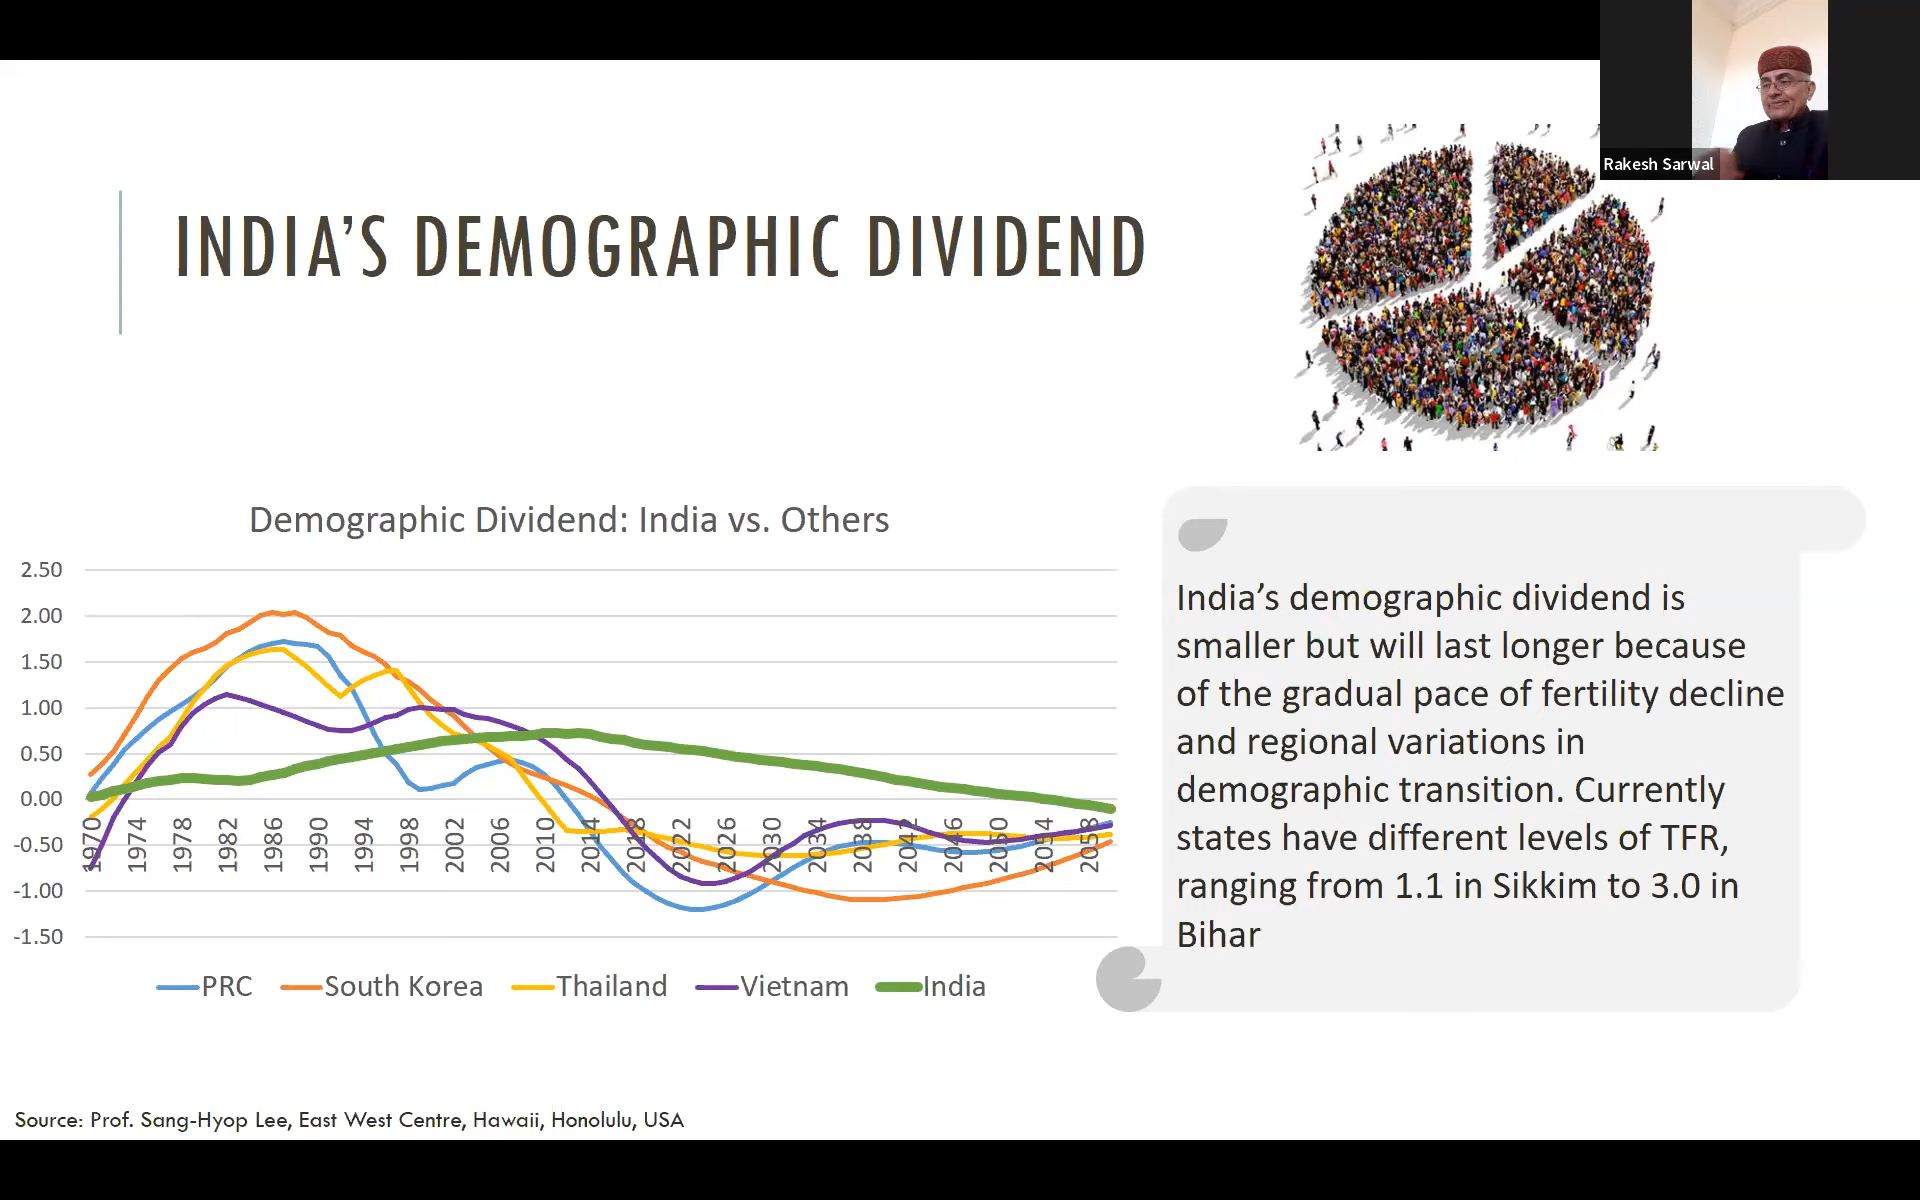 Rakesh Sarwal
INDIA’S DEMOGRAPHIC DIVIDEND
Demographic Dividend: India vs. Others
2.50
2.00
1.50
1.00
0.50
0.00
-0.50
-1.00
-1.50
1970 1974 1978 1982 1986 1990 1994 1998 2002 2006 2010 2014 2018 2022 2026 2030 2034 2038 2042 2046 2050 2054 2058
PRC South Korea Thailand Vietnam India
India’s demographic dividend is
smaller but will last longer because
of the gradual pace of fertility decline
and regional variations in
demographic transition. Currently
states have different levels of TFR,
ranging from 1.1 in Sikkim to 3.0 in
Bihar
Source: Prof. Sang-Hyop Lee, East West Centre, Hawaii, Honolulu, USA